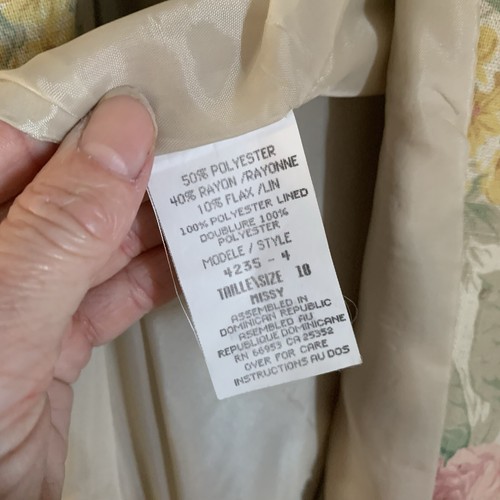 50% POLYESTER
40% RAYON /RAYONNE
10% FLAX /LIN
100% POLYESTER LINED
DOUBLURE 100%
POLYESTER
MODELE / STYLE
4235 - 4
TAILLE\SIZE 10
MISSY
ASSEMBLED IN
DOMINICAN REPUBLIC
ASSEMBLED AU
REPUBLIQUE DOMINICANE
RN 66953 CA 25352
OVER FOR CARE
INSTRUCTIONS AU DOS